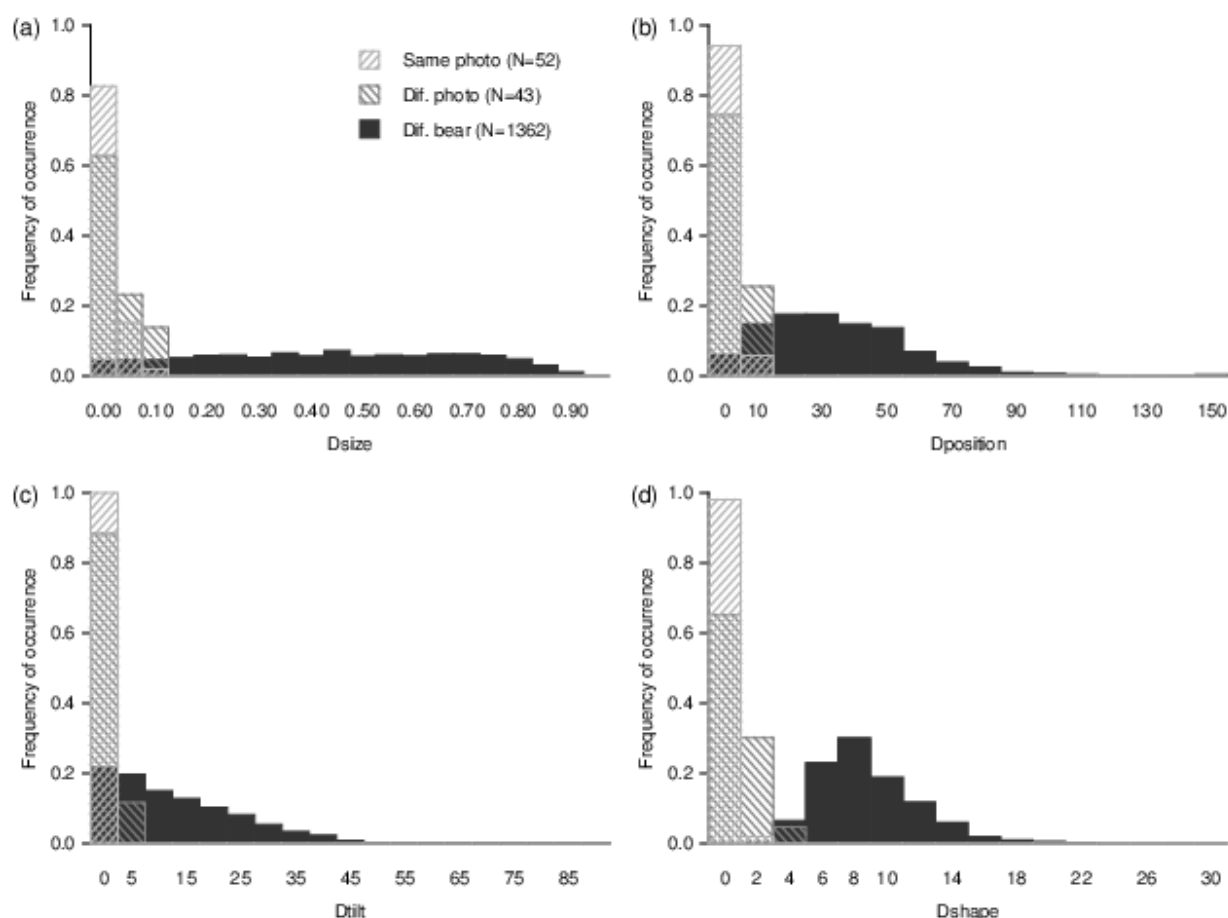 (a)
1.0
0.8
0.6
0.4
0.2
0.0
Frequency of occurrence
Same photo (N=52)
Dif. photo (N=43)
Dif. bear (N=1362)
0.00 0.10 0.20 0.30 0.40 0.50 0.60 0.70 0.80 0.90
Dsize
(b)
1.0
0.8
0.6
0.4
0.2
0.0
Frequency of occurrence
0 10 30 50 70 90 110 130 150
Dposition
(c)
1.0
0.8
0.6
0.4
0.2
0.0
Frequency of occurrence
0 5 15 25 35 45 55 65 75 85
Dtilt
(d)
1.0
0.8
0.6
0.4
0.2
0.0
Frequency of occurrence
0 2 4 6 8 10 14 18 22 26 30
Dshape